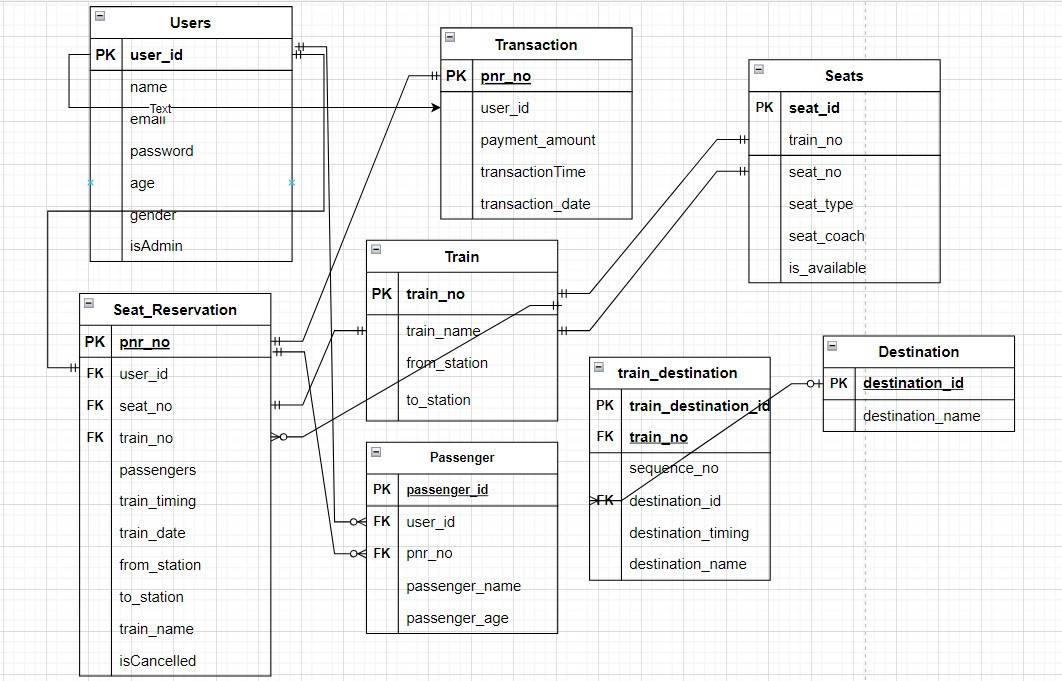 Users
PK user_id
name
Text
email
password
age
gender
isAdmin
Transaction
PK pnr_no
user_id
payment_amount
transactionTime
transaction_date
Seats
PK seat_id
train_no
seat_no
seat_type
seat_coach
is_available
Train
PK train_no
train_name
from_station
to_station
Seat_Reservation
PK pnr_no
FK user_id
FK seat_no
FK train_no
passengers
train_timing
train_date
from_station
to_station
train_name
isCancelled
Passenger
PK passenger_id
FK user_id
FK pnr_no
passenger_name
passenger_age
train_destination
PK train_destination_id
FK train_no
sequence_no
FK destination_id
destination_timing
destination_name
Destination
PK destination_id
destination_name